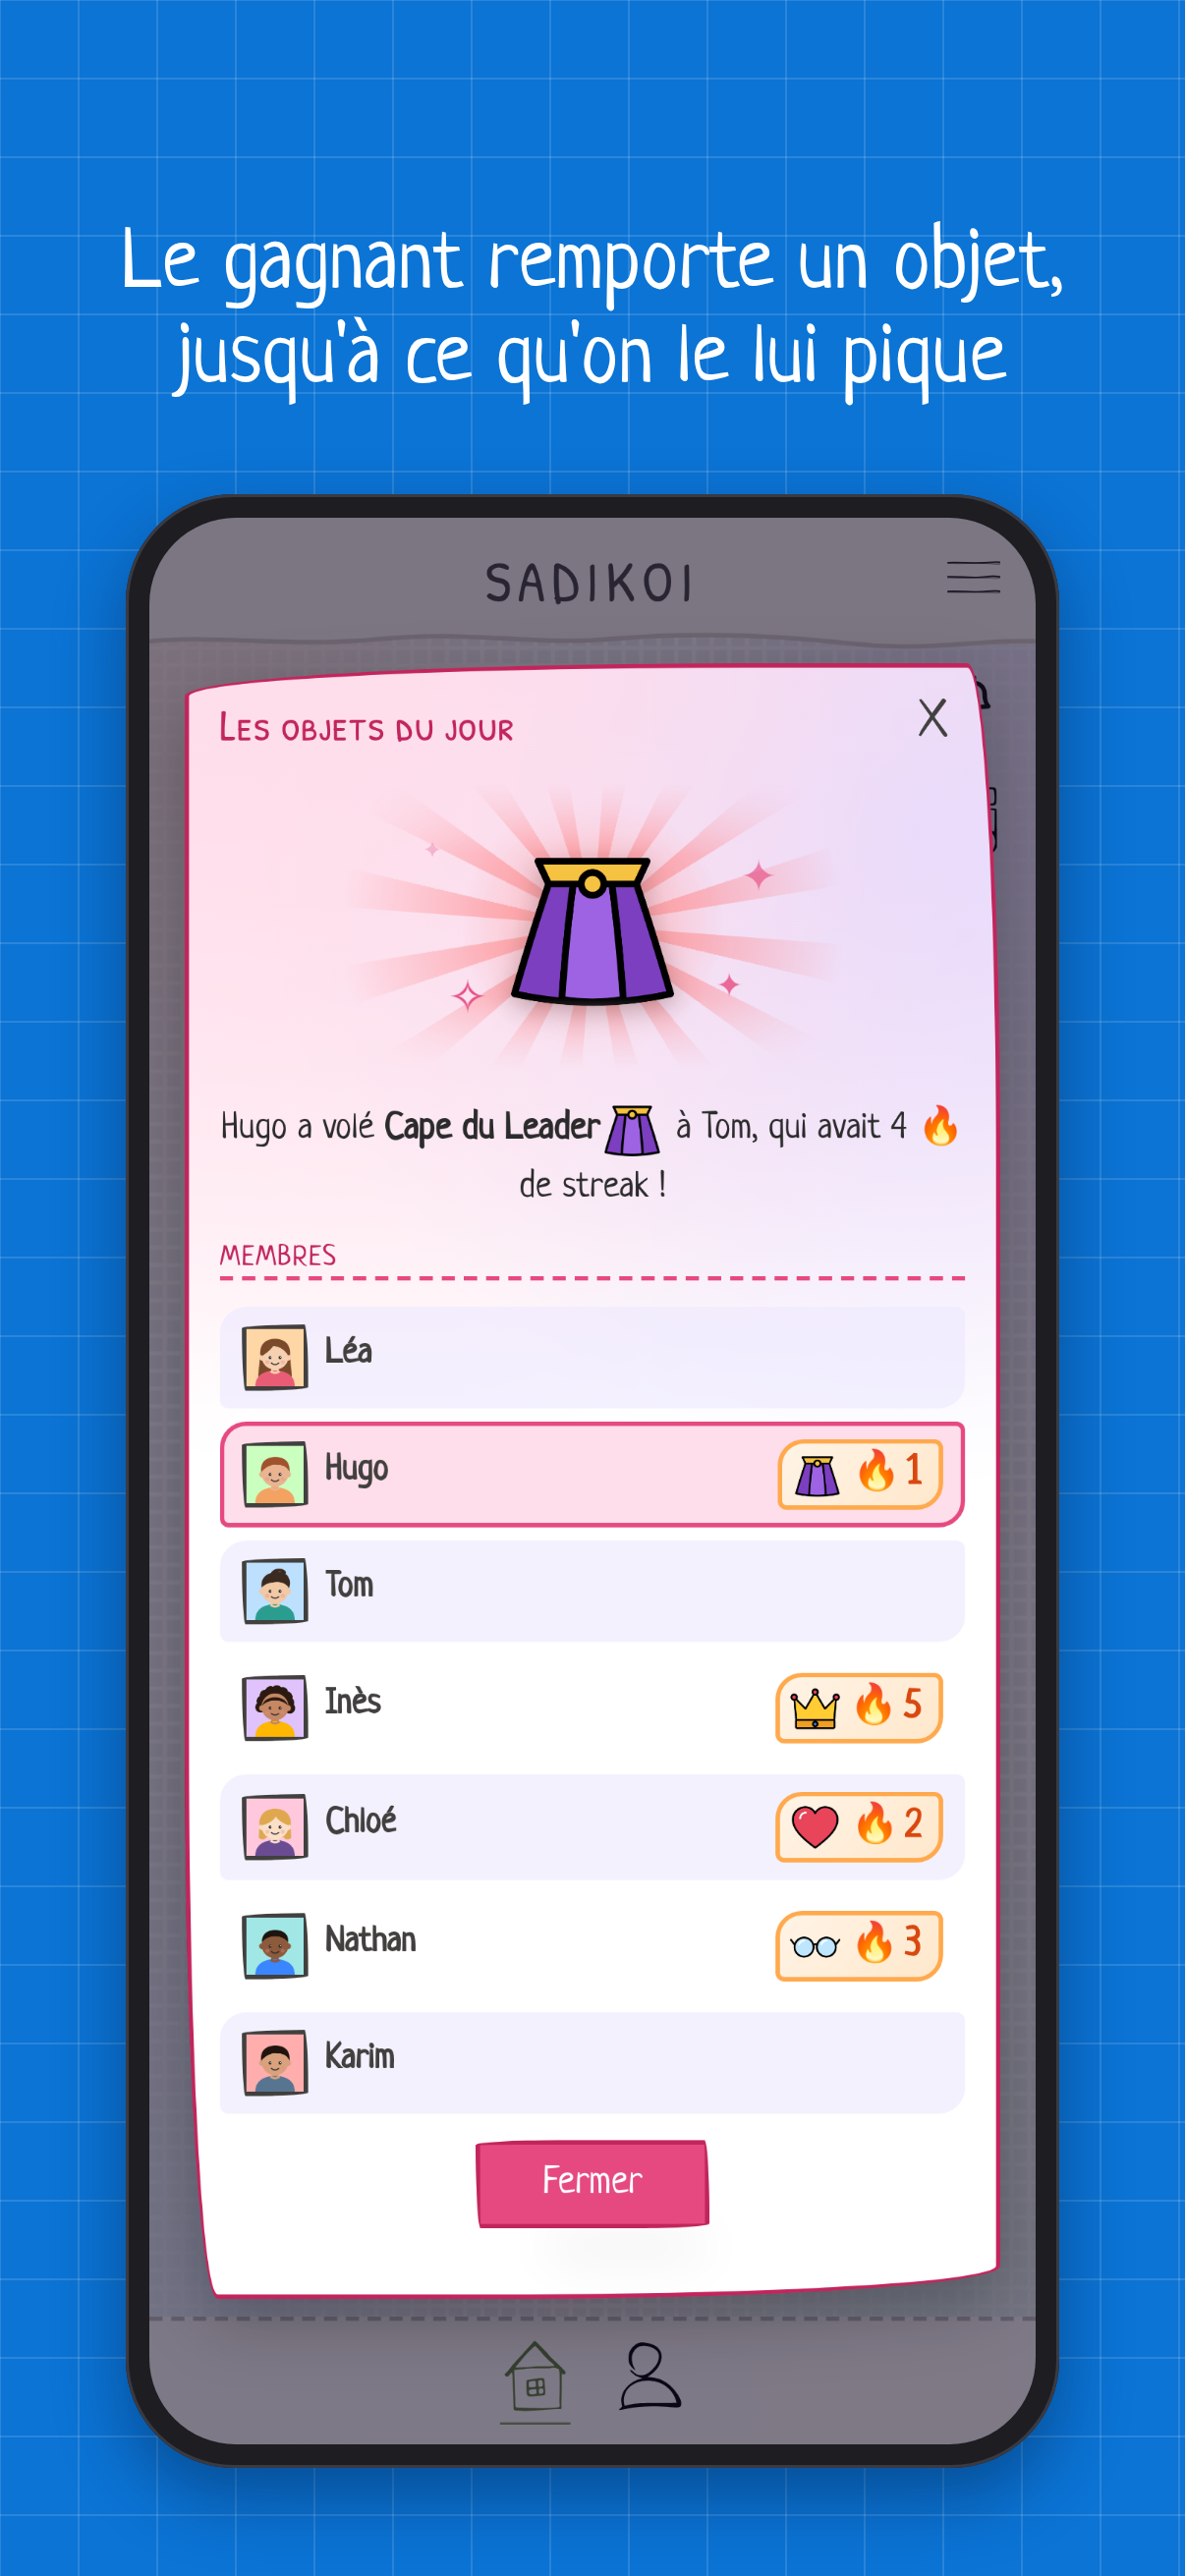 Le gagnant remporte un objet,
jusqu'à ce qu'on le lui pique
SADIKOI
LES OBJETS DU JOUR
X
Hugo a volé Cape du Leader à Tom, qui avait 4 🔥
de streak !
MEMBRES
Léa
Hugo 🔥 1
Tom
Inès 🔥 5
Chloé 🔥 2
Nathan 🔥 3
Karim
Fermer